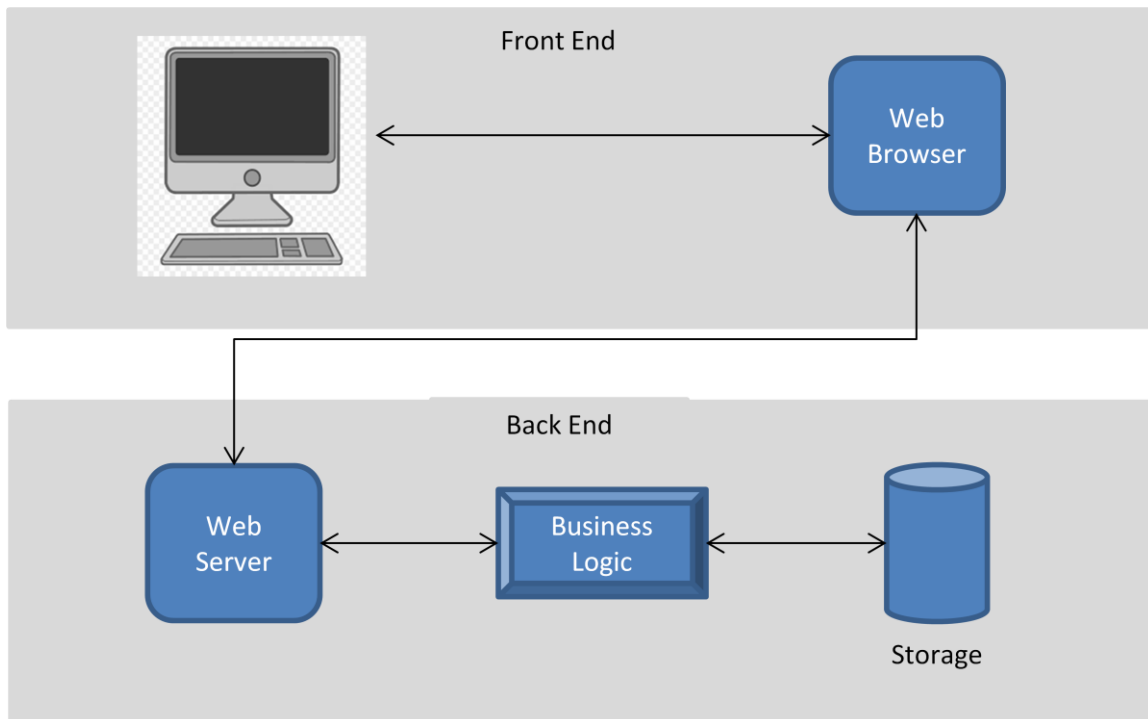 Front End
Web
Browser
Back End
Web
Server
Business
Logic
Storage